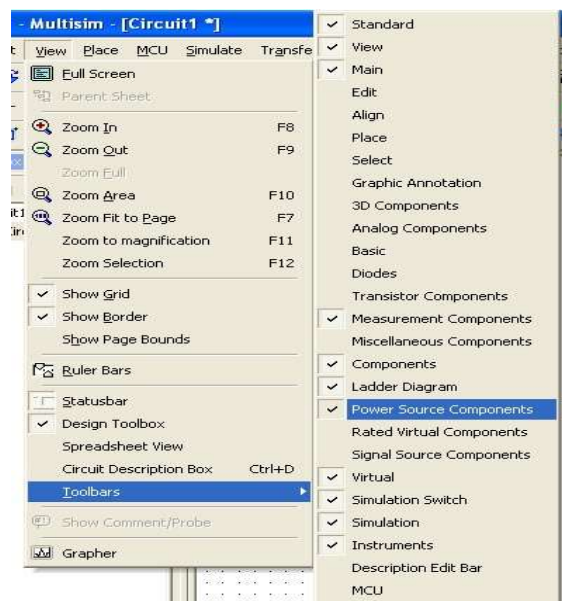 - Multisim - [Circuit1 *]
View Place MCU Simulate Transfe
Full Screen
Parent Sheet
Zoom In F8
Zoom Out F9
Zoom Full
Zoom Area F10
Zoom Fit to Page F7
Zoom to magnification F11
Zoom Selection F12
Show Grid
Show Border
Show Page Bounds
Ruler Bars
Statusbar
Design Toolbox
Spreadsheet View
Circuit Description Box Ctrl+D
Toolbars
Show Comment/Probe
Grapher
Standard
View
Main
Edit
Align
Place
Select
Graphic Annotation
3D Components
Analog Components
Basic
Diodes
Transistor Components
Measurement Components
Miscellaneous Components
Components
Ladder Diagram
Power Source Components
Rated Virtual Components
Signal Source Components
Virtual
Simulation Switch
Simulation
Instruments
Description Edit Bar
MCU